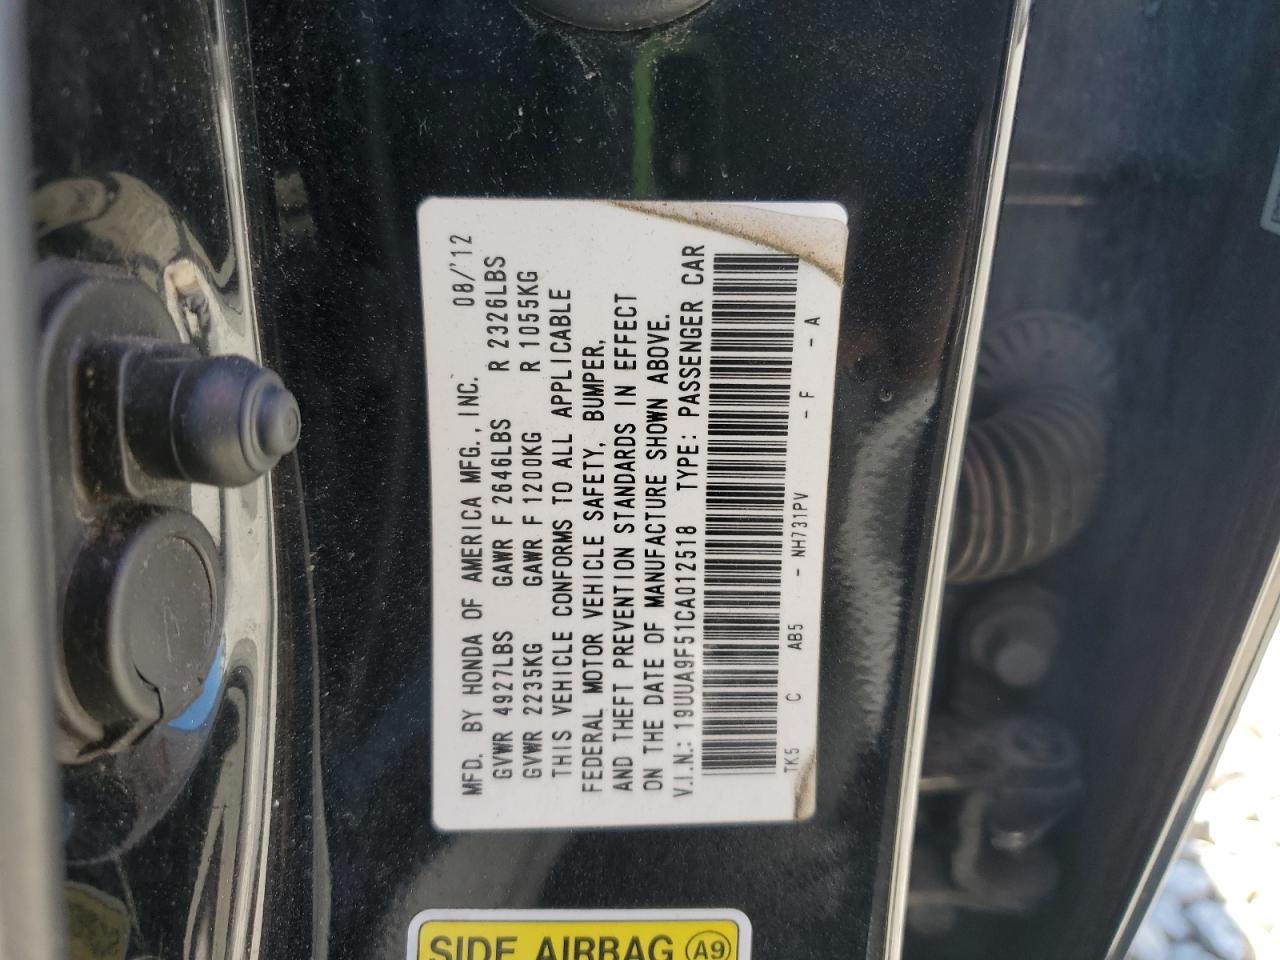 MFD. BY HONDA OF AMERICA MFG., INC. 08/'12
GVWR 4927LBS GAWR F 2646LBS R 2326LBS
GVWR 2235KG GAWR F 1200KG R 1055KG
THIS VEHICLE CONFORMS TO ALL APPLICABLE
FEDERAL MOTOR VEHICLE SAFETY, BUMPER,
AND THEFT PREVENTION STANDARDS IN EFFECT
ON THE DATE OF MANUFACTURE SHOWN ABOVE.
V.I.N.: 19UUA9F51CA012518 TYPE: PASSENGER CAR
TK5 C AB5 - NH731PV - F - A
SIDE AIRBAG A9